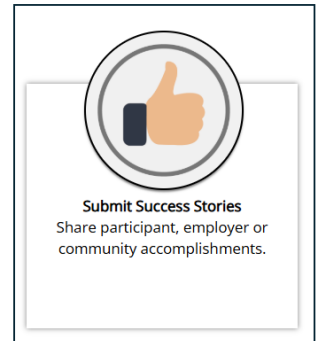 Submit Success Stories
Share participant, employer or
community accomplishments.